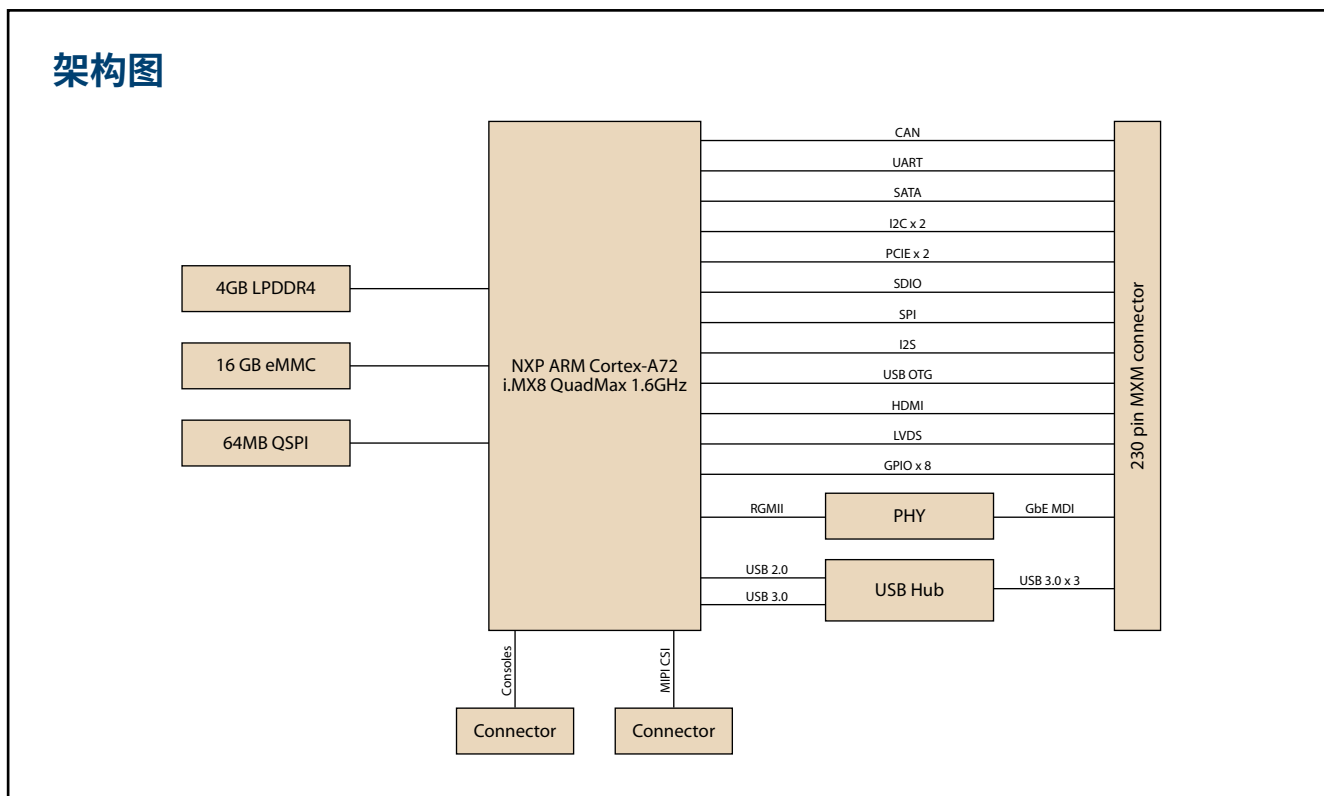 架构图
4GB LPDDR4
16 GB eMMC
64MB QSPI
NXP ARM Cortex-A72
i.MX8 QuadMax 1.6GHz
CAN
UART
SATA
I2C x 2
PCIE x 2
SDIO
SPI
I2S
USB OTG
HDMI
LVDS
GPIO x 8
RGMII
PHY
GbE MDI
USB 2.0
USB 3.0
USB Hub
USB 3.0 x 3
230 pin MXM connector
Consoles
MIPI CSI
Connector
Connector